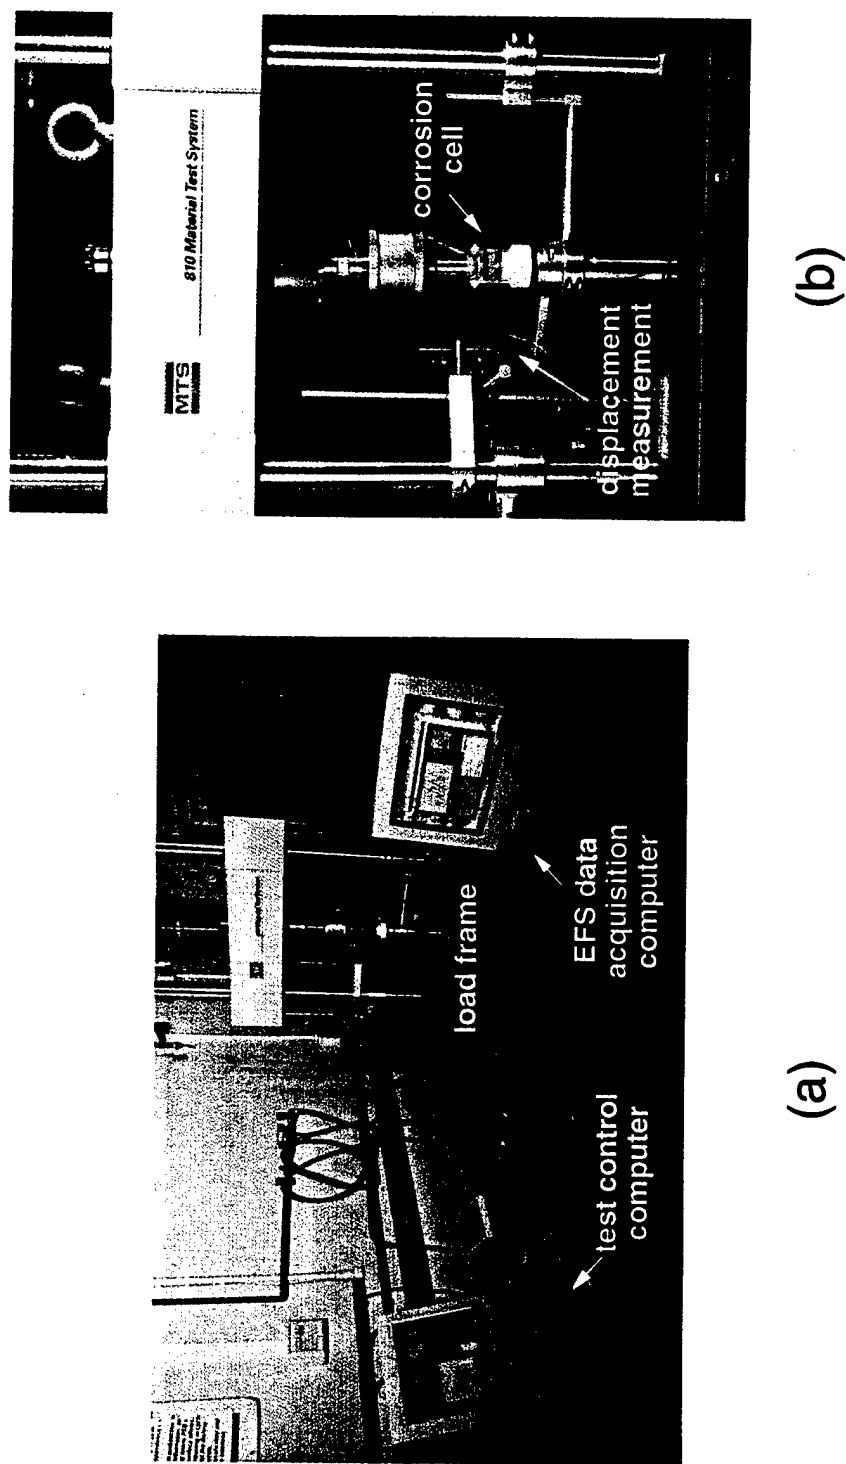 load frame
EFS data
acquisition
computer
test control
computer
(a)
MTS
810 Material Test System
corrosion
cell
displacement
measurement
(b)